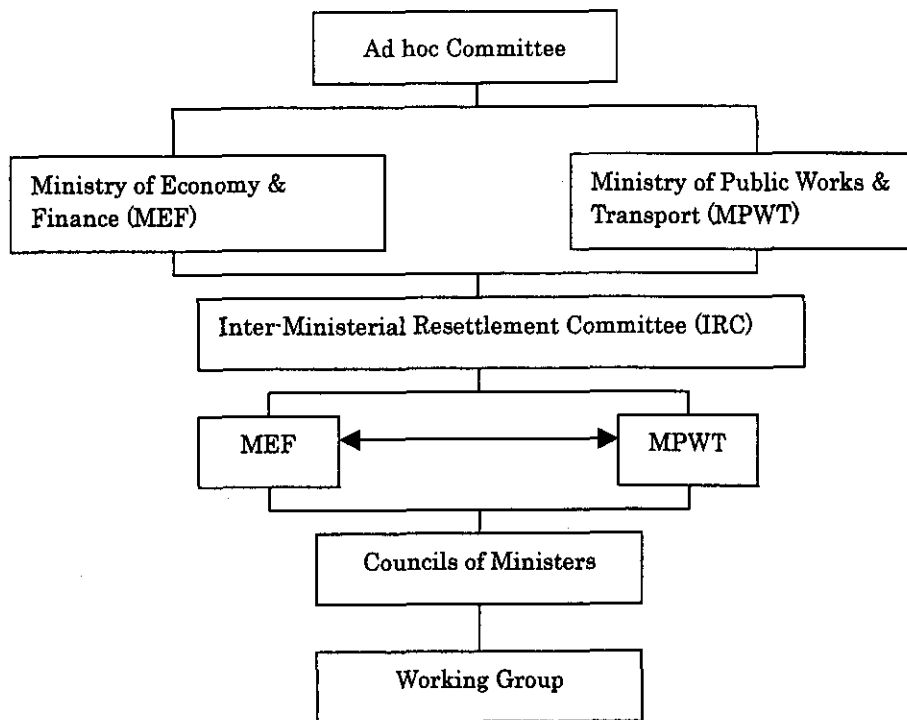 Ad hoc Committee
Ministry of Economy &
Finance (MEF)
Ministry of Public Works &
Transport (MPWT)
Inter-Ministerial Resettlement Committee (IRC)
MEF
MPWT
Councils of Ministers
Working Group